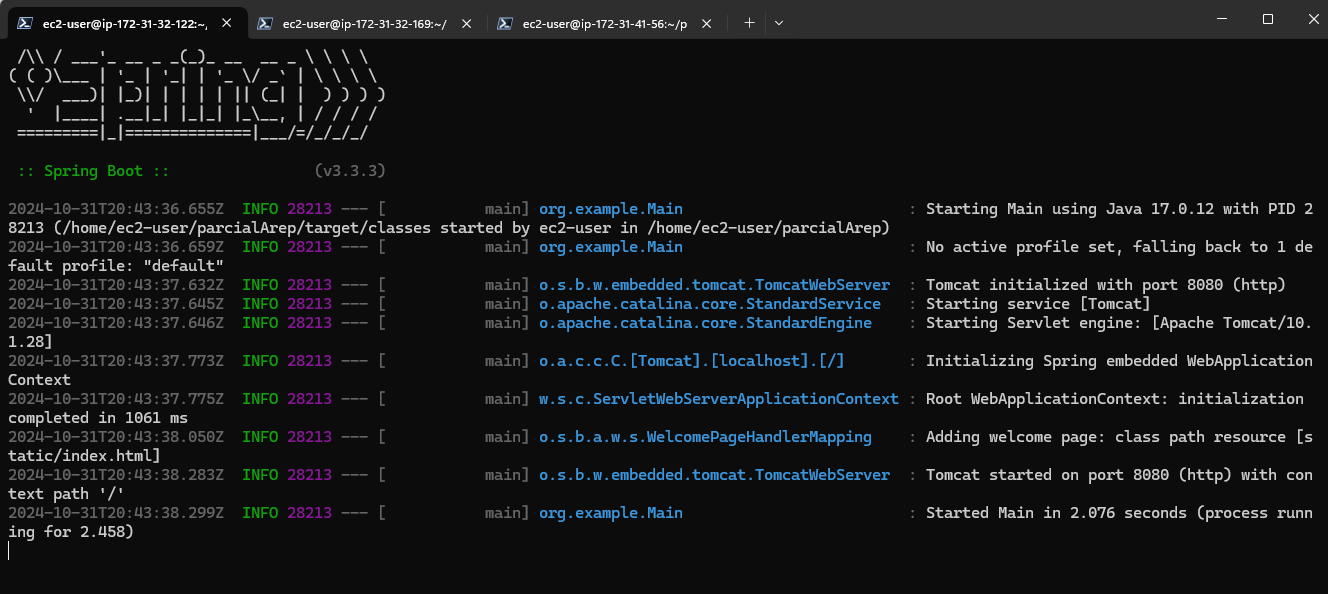 ec2-user@ip-172-31-32-122:~,
ec2-user@ip-172-31-32-169:~/
ec2-user@ip-172-31-41-56:~/p
 /\\ / ___'_ __ _ _(_)_ __  __ _ \ \ \ \
( ( )\___ | '_ | '_| | '_ \/ _` | \ \ \ \
 \\/  ___)| |_)| | | | | || (_| |  ) ) ) )
  '  |____| .__|_| |_|_| |_\__, | / / / /
 =========|_|==============|___/=/_/_/_/
 :: Spring Boot ::                (v3.3.3)
2024-10-31T20:43:36.655Z  INFO 28213 --- [           main] org.example.Main                         : Starting Main using Java 17.0.12 with PID 2
8213 (/home/ec2-user/parcialArep/target/classes started by ec2-user in /home/ec2-user/parcialArep)
2024-10-31T20:43:36.659Z  INFO 28213 --- [           main] org.example.Main                         : No active profile set, falling back to 1 de
fault profile: "default"
2024-10-31T20:43:37.632Z  INFO 28213 --- [           main] o.s.b.w.embedded.tomcat.TomcatWebServer  : Tomcat initialized with port 8080 (http)
2024-10-31T20:43:37.645Z  INFO 28213 --- [           main] o.apache.catalina.core.StandardService   : Starting service [Tomcat]
2024-10-31T20:43:37.646Z  INFO 28213 --- [           main] o.apache.catalina.core.StandardEngine    : Starting Servlet engine: [Apache Tomcat/10.
1.28]
2024-10-31T20:43:37.773Z  INFO 28213 --- [           main] o.a.c.c.C.[Tomcat].[localhost].[/]       : Initializing Spring embedded WebApplication
Context
2024-10-31T20:43:37.775Z  INFO 28213 --- [           main] w.s.c.ServletWebServerApplicationContext : Root WebApplicationContext: initialization
completed in 1061 ms
2024-10-31T20:43:38.050Z  INFO 28213 --- [           main] o.s.b.a.w.s.WelcomePageHandlerMapping    : Adding welcome page: class path resource [s
tatic/index.html]
2024-10-31T20:43:38.283Z  INFO 28213 --- [           main] o.s.b.w.embedded.tomcat.TomcatWebServer  : Tomcat started on port 8080 (http) with con
text path '/'
2024-10-31T20:43:38.299Z  INFO 28213 --- [           main] org.example.Main                         : Started Main in 2.076 seconds (process runn
ing for 2.458)